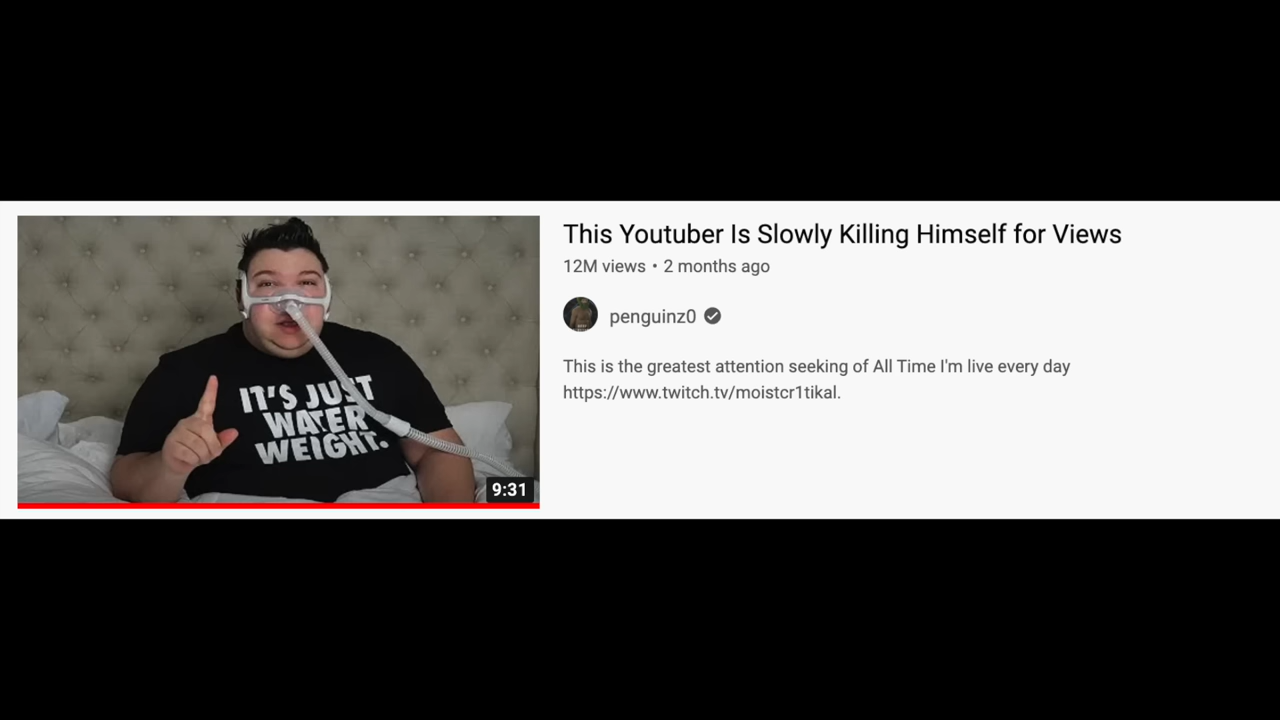 IT'S JUST
WATER
WEIGHT.
9:31
This Youtuber Is Slowly Killing Himself for Views
12M views • 2 months ago
penguinz0
This is the greatest attention seeking of All Time I'm live every day
https://www.twitch.tv/moistcr1tikal.